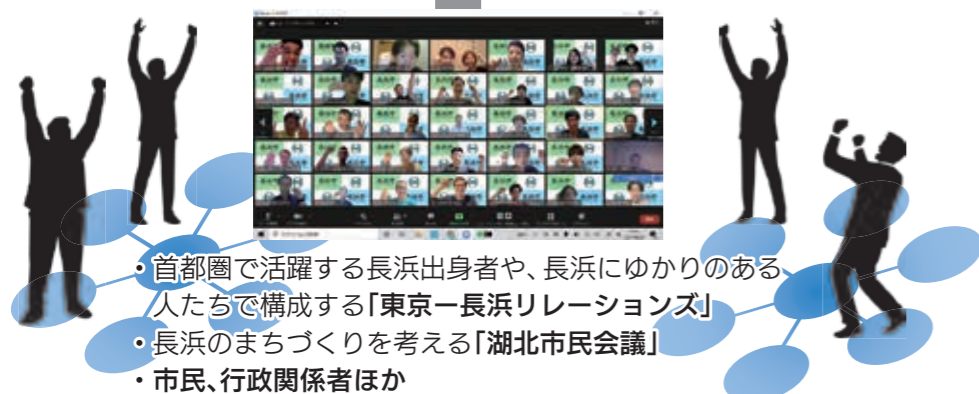 ・首都圏で活躍する長浜出身者や、長浜にゆかりのある
人たちで構成する「東京ー長浜リレーションズ」
・長浜のまちづくりを考える「湖北市民会議」
・市民、行政関係者ほか